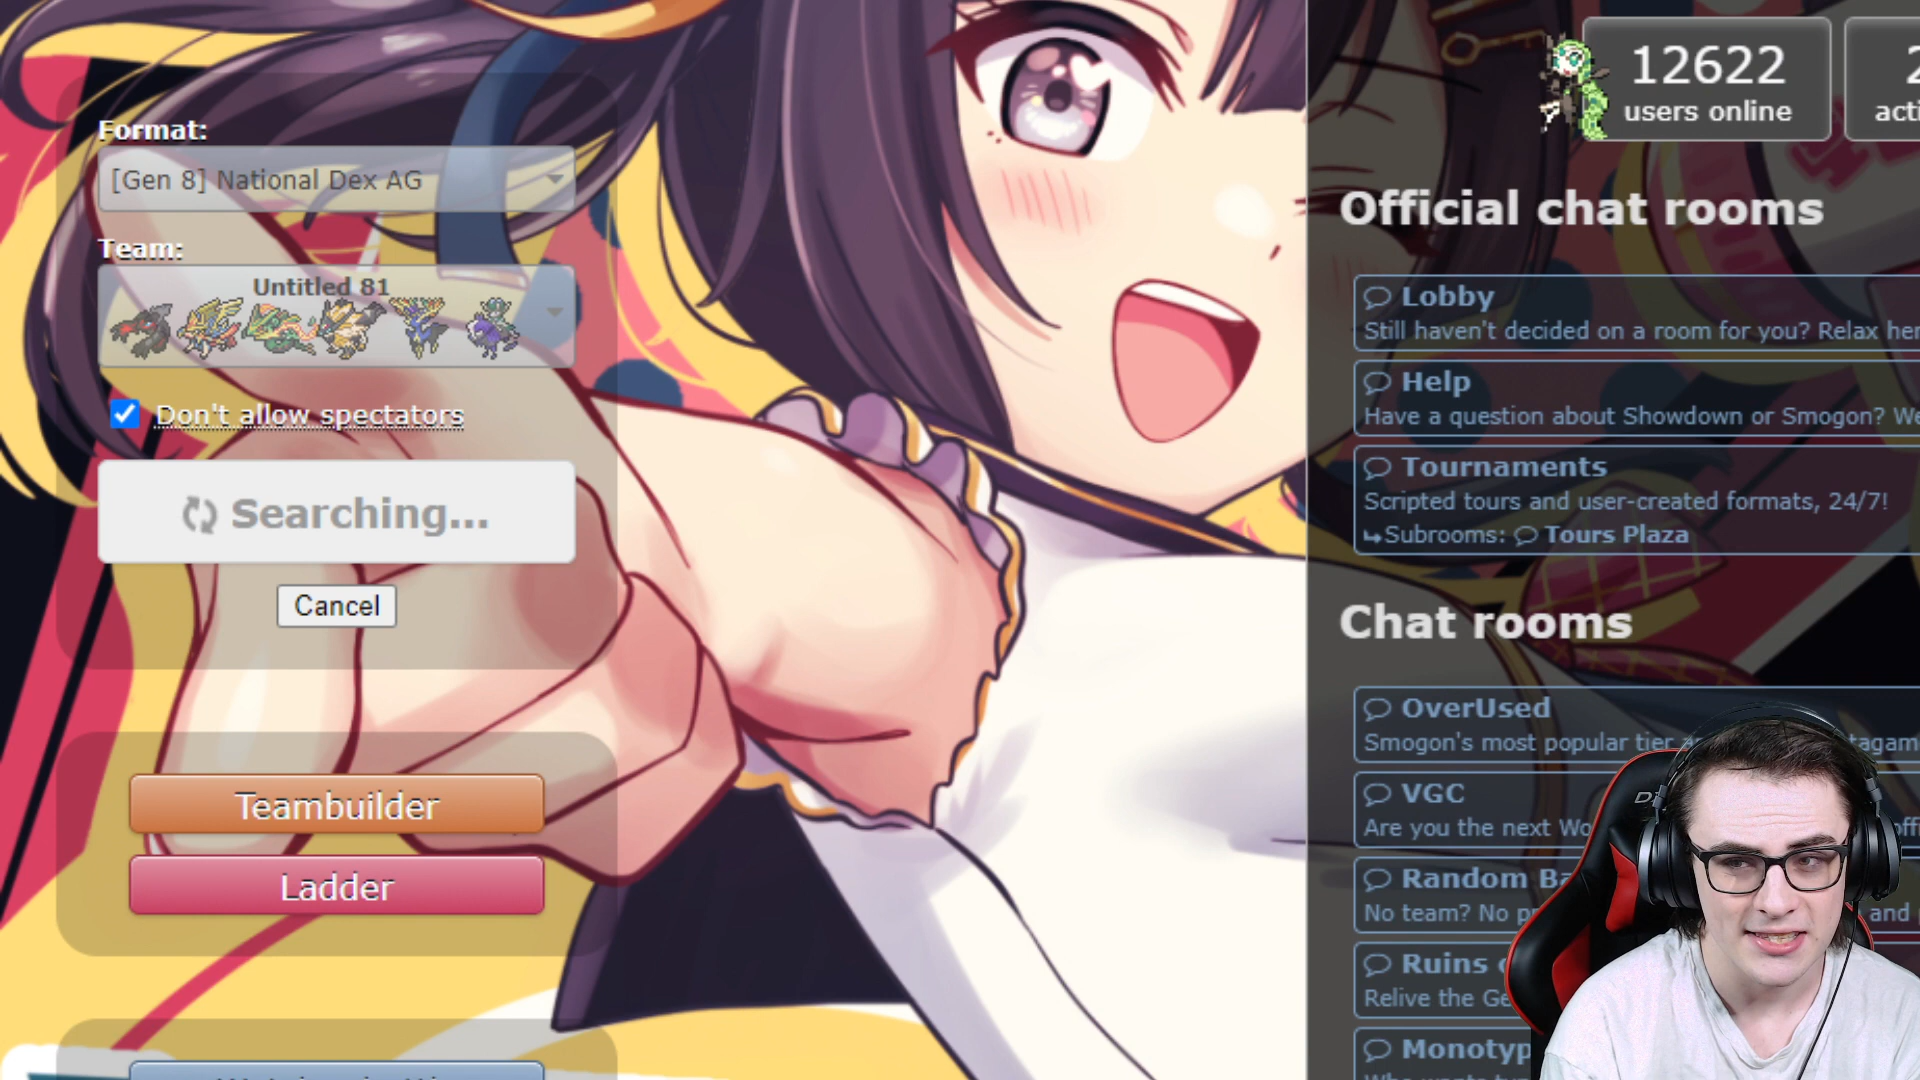 Format:
[Gen 8] National Dex AG
Team:
Untitled 81
Don't allow spectators
Searching...
Cancel
Teambuilder
Ladder
12622
users online
Official chat rooms
Lobby
Still haven't decided on a room for you? Relax
Help
Have a question about Showdown or Smogon?
Tournaments
Scripted tours and user-created formats, 24/7!
↳Subrooms: Tours Plaza
Chat rooms
OverUsed
Smogon's most popular tier
VGC
Are you the next
Random
No team? No
and
Ruins
Relive the